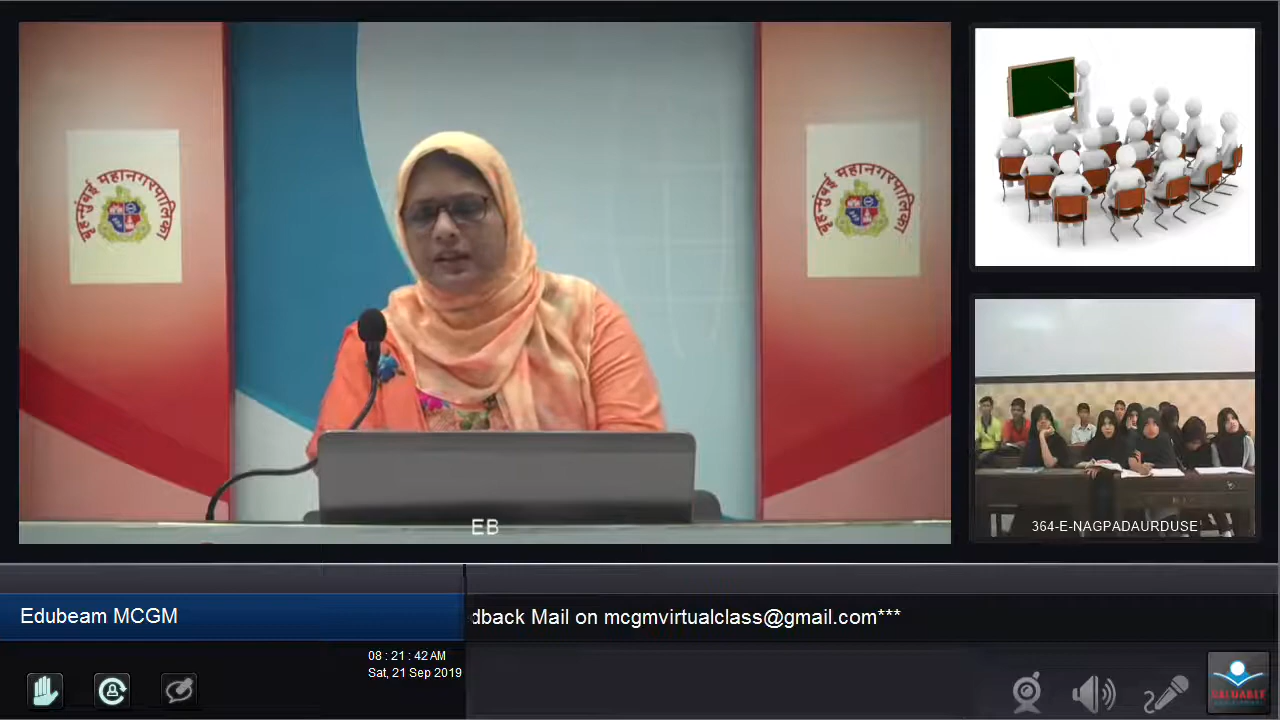 बृहन्मुंबई महानगरपालिका
बृहन्मुंबई महानगरपालिका
EB
364-E-NAGPADAURDUSE
Edubeam MCGM
dback Mail on mcgmvirtualclass@gmail.com***
08 : 21 : 42 AM
Sat, 21 Sep 2019
VALUABLE